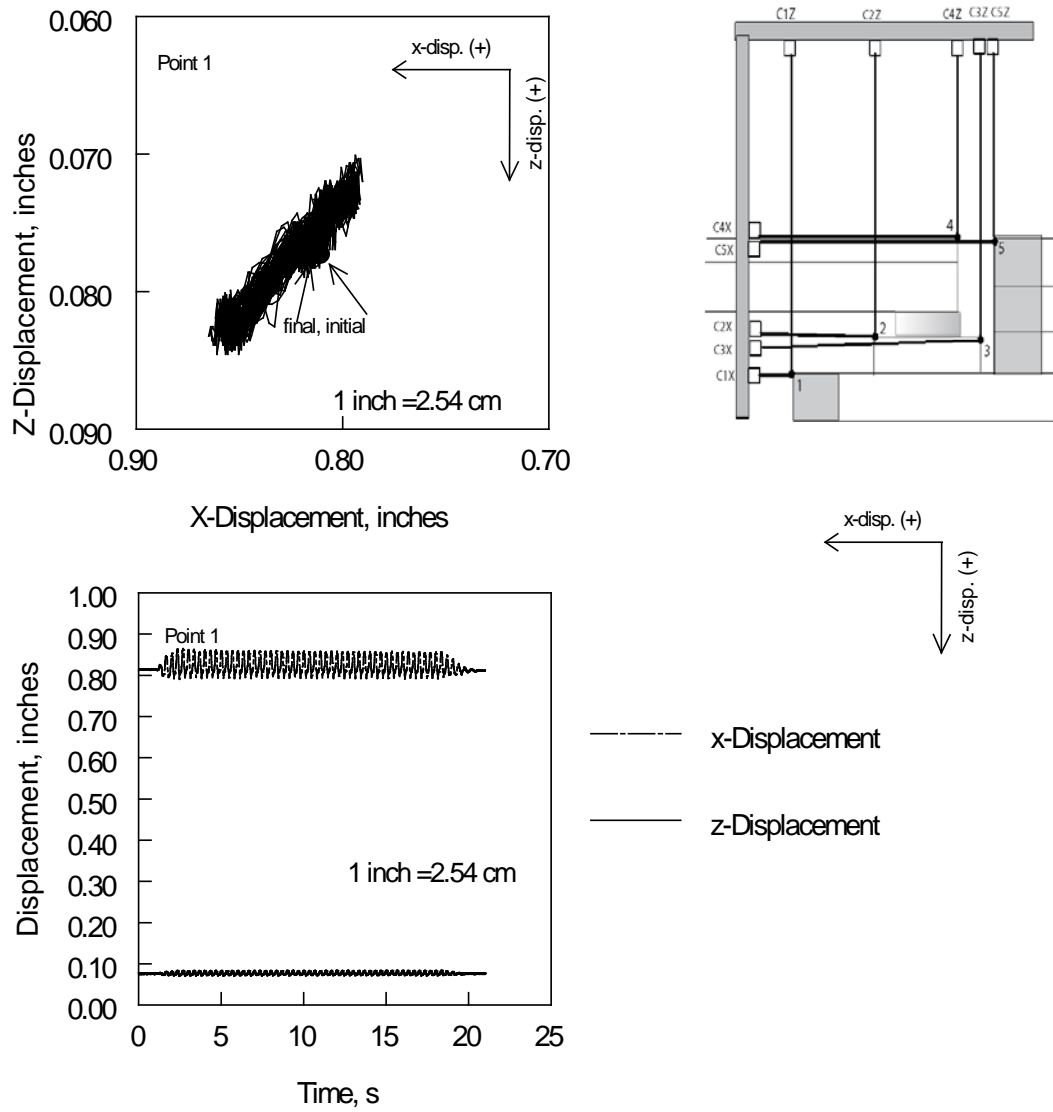 0.060
0.070
0.080
0.090
Z-Displacement, inches
Point 1
x-disp. (+)
z-disp. (+)
final, initial
1 inch =2.54 cm
0.90
0.80
0.70
X-Displacement, inches
C1Z
C2Z
C4Z
C3Z
C5Z
C4X
C5X
C2X
C3X
C1X
4
5
2
3
1
x-disp. (+)
z-disp. (+)
1.00
0.90
0.80
0.70
0.60
0.50
0.40
0.30
0.20
0.10
0.00
Displacement, inches
Point 1
1 inch =2.54 cm
0
5
10
15
20
25
Time, s
x-Displacement
z-Displacement